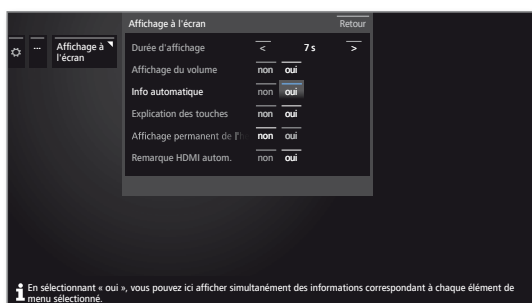 Affichage à l'écran
Retour
...
Affichage à
l'écran
Durée d'affichage < 7 s >
Affichage du volume non oui
Info automatique non oui
Explication des touches non oui
Affichage permanent de l'h non oui
Remarque HDMI autom. non oui
En sélectionnant « oui », vous pouvez ici afficher simultanément des informations correspondant à chaque élément de
menu sélectionné.